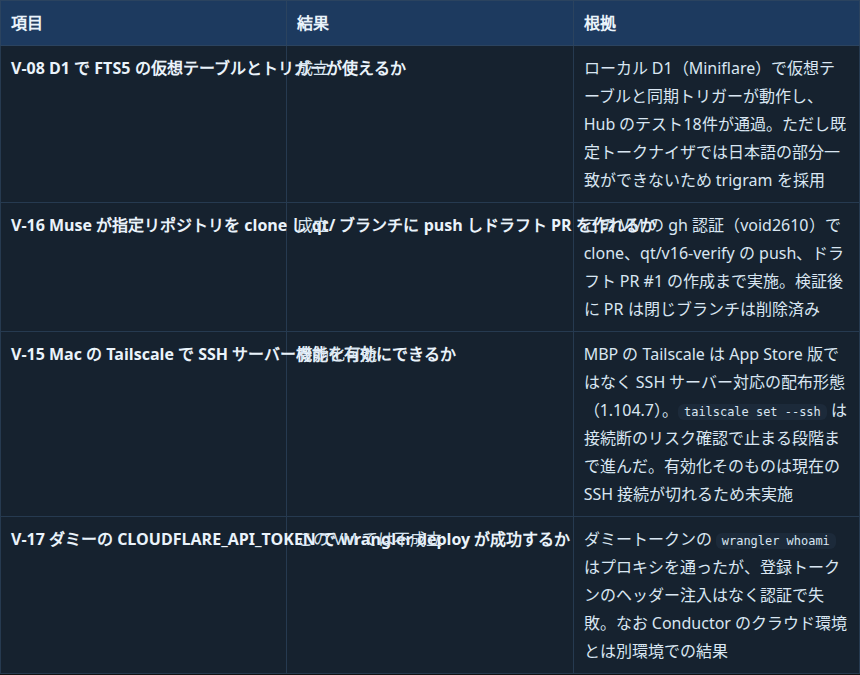 項目
結果
根拠
V-08 D1 で FTS5 の仮想テーブルとトリガーが使えるか
成立
ローカル D1（Miniflare）で仮想テ
ーブルと同期トリガーが動作し、
Hub のテスト18件が通過。ただし既
定トークナイザでは日本語の部分一
致ができないため trigram を採用
V-16 Muse が指定リポジトリを clone し qt/ ブランチに push しドラフト PR を作れるか
成立
の gh 認証（void2610）で
clone、qt/v16-verify の push、ドラ
フト PR #1 の作成まで実施。検証後
に PR は閉じブランチは削除済み
V-15 Mac の Tailscale で SSH サーバー機能を有効にできるか
MBP の Tailscale は App Store 版で
はなく SSH サーバー対応の配布形態
（1.104.7）。tailscale set --ssh は
接続断のリスク確認で止まる段階ま
で進んだ。有効化そのものは現在の
SSH 接続が切れるため未実施
V-17 ダミーの CLOUDFLARE_API_TOKEN で wrangler deploy が成功するか
ダミートークンの wrangler whoami
はプロキシを通ったが、登録トーク
ンのヘッダー注入はなく認証で失
敗。なお Conductor のクラウド環境
とは別環境での結果